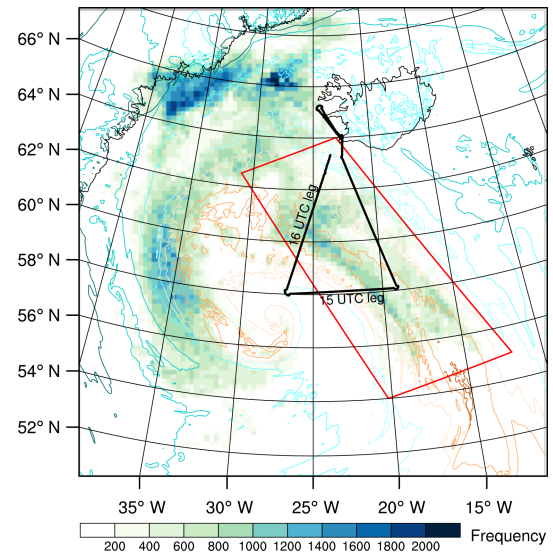 66° N
64° N
62° N
60° N
58° N
56° N
54° N
52° N
16 UTC leg
15 UTC leg
35° W 30° W 25° W 20° W 15° W
200 400 600 800 1000 1200 1400 1600 1800 2000
Frequency